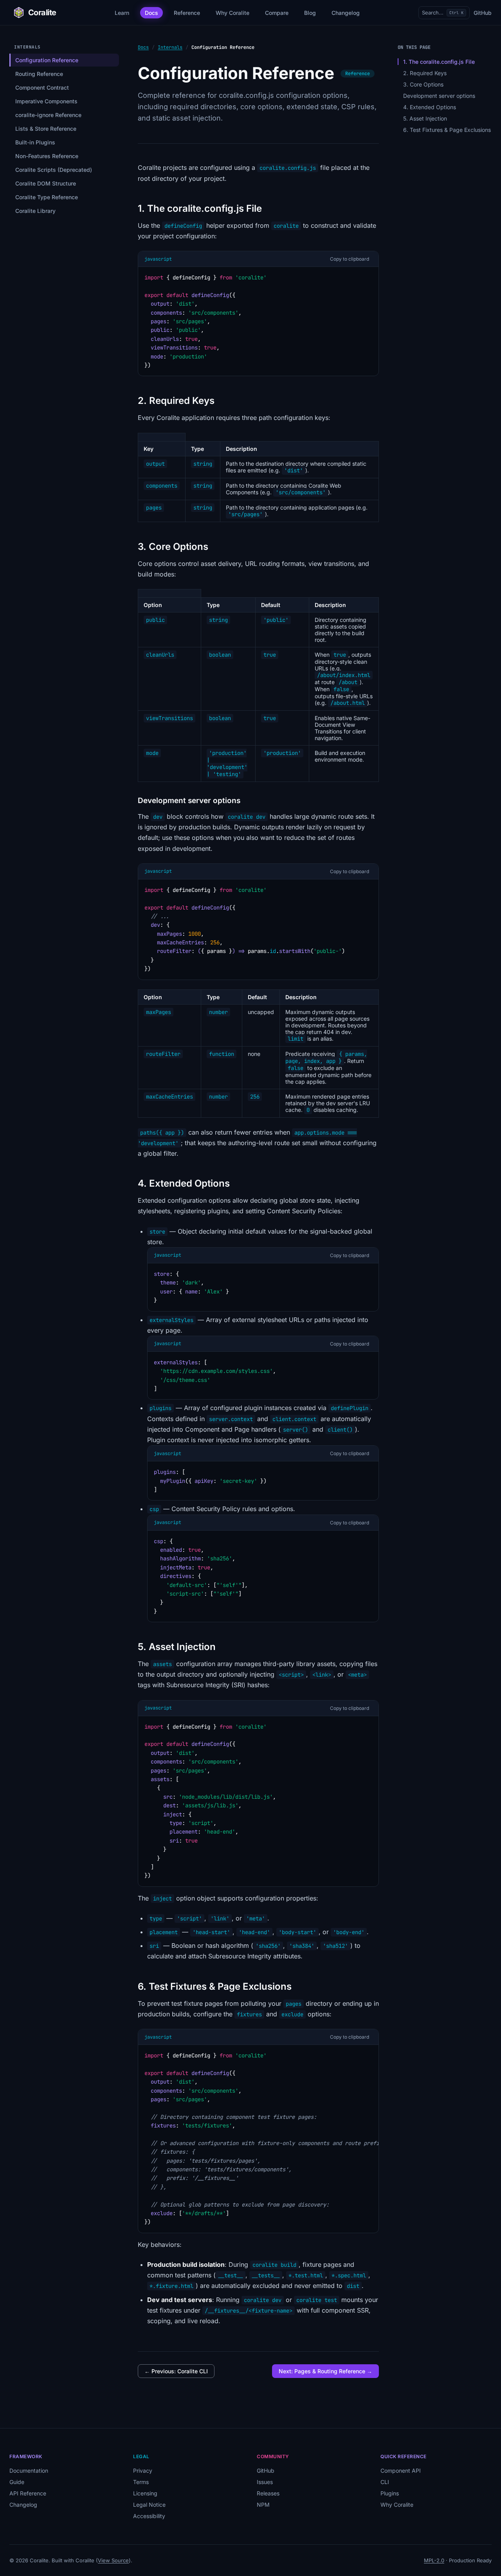 Coralite
Learn
Docs
Reference
Why Coralite
Compare
Blog
Changelog
Search...
Ctrl K
GitHub
INTERNALS
Configuration Reference
Routing Reference
Component Contract
Imperative Components
coralite-ignore Reference
Lists & Store Reference
Built-in Plugins
Non-Features Reference
Coralite Scripts (Deprecated)
Coralite DOM Structure
Coralite Type Reference
Coralite Library
Docs / Internals / Configuration Reference
Configuration Reference
Reference
Complete reference for coralite.config.js configuration options,
including required directories, core options, extended state, CSP rules,
and static asset injection.
ON THIS PAGE
1. The coralite.config.js File
2. Required Keys
3. Core Options
Development server options
4. Extended Options
5. Asset Injection
6. Test Fixtures & Page Exclusions
Coralite projects are configured using a coralite.config.js file placed at the
root directory of your project.
1. The coralite.config.js File
Use the defineConfig helper exported from coralite to construct and validate
your project configuration:
javascript
Copy to clipboard
import { defineConfig } from 'coralite'
export default defineConfig({
output: 'dist',
components: 'src/components',
pages: 'src/pages',
public: 'public',
cleanUrls: true,
viewTransitions: true,
mode: 'production'
})
2. Required Keys
Every Coralite application requires three path configuration keys:
Key Type Description
output string Path to the destination directory where compiled static
files are emitted (e.g. 'dist' ).
components string Path to the directory containing Coralite Web
Components (e.g. 'src/components' ).
pages string Path to the directory containing application pages (e.g.
'src/pages' ).
3. Core Options
Core options control asset delivery, URL routing formats, view transitions, and
build modes:
Option Type Default Description
public string 'public' Directory containing
static assets copied
directly to the build
root.
cleanUrls boolean true When true , outputs
directory-style clean
URLs (e.g.
/about/index.html
at route /about ).
When false ,
outputs file-style URLs
(e.g. /about.html ).
viewTransitions boolean true Enables native Same-
Document View
Transitions for client
navigation.
mode 'production' 'production' Build and execution
| environment mode.
'development'
| 'testing'
Development server options
The dev block controls how coralite dev handles large dynamic route sets. It
is ignored by production builds. Dynamic outputs render lazily on request by
default; use these options when you also want to reduce the set of routes
exposed in development.
javascript
Copy to clipboard
import { defineConfig } from 'coralite'
export default defineConfig({
// ...
dev: {
maxPages: 1000,
maxCacheEntries: 256,
routeFilter: ({ params }) => params.id.startsWith('public-')
}
})
Option Type Default Description
maxPages number uncapped Maximum dynamic outputs
exposed across all page sources
in development. Routes beyond
the cap return 404 in dev.
limit is an alias.
routeFilter function none Predicate receiving { params,
page, index, app } . Return
false to exclude an
enumerated dynamic path before
the cap applies.
maxCacheEntries number 256 Maximum rendered page entries
retained by the dev server's LRU
cache. 0 disables caching.
paths({ app }) can also return fewer entries when app.options.mode ===
'development' ; that keeps the authoring-level route set small without configuring
a global filter.
4. Extended Options
Extended configuration options allow declaring global store state, injecting
stylesheets, registering plugins, and setting Content Security Policies:
• store — Object declaring initial default values for the signal-backed global
store.
javascript
Copy to clipboard
store: {
theme: 'dark',
user: { name: 'Alex' }
}
• externalStyles — Array of external stylesheet URLs or paths injected into
every page.
javascript
Copy to clipboard
externalStyles: [
'https://cdn.example.com/styles.css',
'/css/theme.css'
]
• plugins — Array of configured plugin instances created via definePlugin .
Contexts defined in server.context and client.context are automatically
injected into Component and Page handlers ( server() and client() ).
Plugin context is never injected into isomorphic getters.
javascript
Copy to clipboard
plugins: [
myPlugin({ apiKey: 'secret-key' })
]
• csp — Content Security Policy rules and options.
javascript
Copy to clipboard
csp: {
enabled: true,
hashAlgorithm: 'sha256',
injectMeta: true,
directives: {
'default-src': ["'self'"],
'script-src': ["'self'"]
}
}
5. Asset Injection
The assets configuration array manages third-party library assets, copying files
to the output directory and optionally injecting <script> , <link> , or <meta>
tags with Subresource Integrity (SRI) hashes:
javascript
Copy to clipboard
import { defineConfig } from 'coralite'
export default defineConfig({
output: 'dist',
components: 'src/components',
pages: 'src/pages',
assets: [
{
src: 'node_modules/lib/dist/lib.js',
dest: 'assets/js/lib.js',
inject: {
type: 'script',
placement: 'head-end',
sri: true
}
}
]
})
The inject option object supports configuration properties:
• type — 'script' , 'link' , or 'meta' .
• placement — 'head-start' , 'head-end' , 'body-start' , or 'body-end' .
• sri — Boolean or hash algorithm ( 'sha256' , 'sha384' , 'sha512' ) to
calculate and attach Subresource Integrity attributes.
6. Test Fixtures & Page Exclusions
To prevent test fixture pages from polluting your pages directory or ending up in
production builds, configure the fixtures and exclude options:
javascript
Copy to clipboard
import { defineConfig } from 'coralite'
export default defineConfig({
output: 'dist',
components: 'src/components',
pages: 'src/pages',
// Directory containing component test fixture pages:
fixtures: 'tests/fixtures',
// Or advanced configuration with fixture-only components and route prefi
// fixtures: {
// pages: 'tests/fixtures/pages',
// components: 'tests/fixtures/components',
// prefix: '/__fixtures__'
// },
// Optional glob patterns to exclude from page discovery:
exclude: ['**/drafts/**']
})
Key behaviors:
• Production build isolation: During coralite build , fixture pages and
common test patterns ( __test__ , __tests__ , *.test.html , *.spec.html ,
*.fixture.html ) are automatically excluded and never emitted to dist .
• Dev and test servers: Running coralite dev or coralite test mounts your
test fixtures under /__fixtures__/<fixture-name> with full component SSR,
scoping, and live reload.
← Previous: Coralite CLI
Next: Pages & Routing Reference →
FRAMEWORK
Documentation
Guide
API Reference
Changelog
LEGAL
Privacy
Terms
Licensing
Legal Notice
Accessibility
COMMUNITY
GitHub
Issues
Releases
NPM
QUICK REFERENCE
Component API
CLI
Plugins
Why Coralite
© 2026 Coralite. Built with Coralite (View Source).
MPL-2.0 · Production Ready